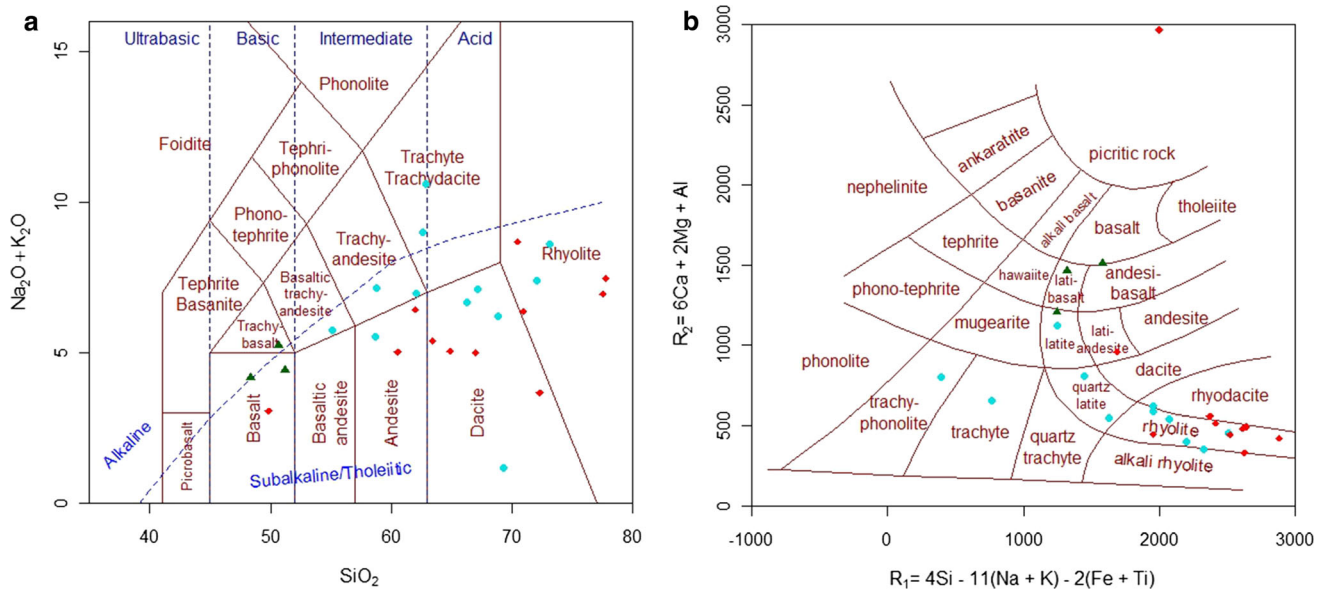 a
Ultrabasic
Basic
Intermediate
Acid
Phonolite
Foidite
Tephri-
phonolite
Trachyte
Trachydacite
Phono-
tephrite
Trachy-
andesite
Rhyolite
Tephrite
Basanite
Basaltic
trachy-
andesite
Trachy-
basalt
Alkaline
Picrobasalt
Basalt
Basaltic
andesite
Andesite
Dacite
Subalkaline/Tholeiitic
Na2O + K2O
0
5
10
15
40
50
60
70
80
SiO2
b
ankaratrite
picritic rock
nephelinite
basanite
alkali basalt
tholeiite
tephrite
basalt
hawaiite
lati-
basalt
andesi-
basalt
phono-tephrite
mugearite
latite
lati-
andesite
andesite
phonolite
dacite
quartz
latite
rhyodacite
trachy-
phonolite
trachyte
quartz
trachyte
rhyolite
alkali rhyolite
R2= 6Ca + 2Mg + Al
0
500
1000
1500
2000
2500
3000
-1000
0
1000
2000
3000
R1= 4Si - 11(Na + K) - 2(Fe + Ti)